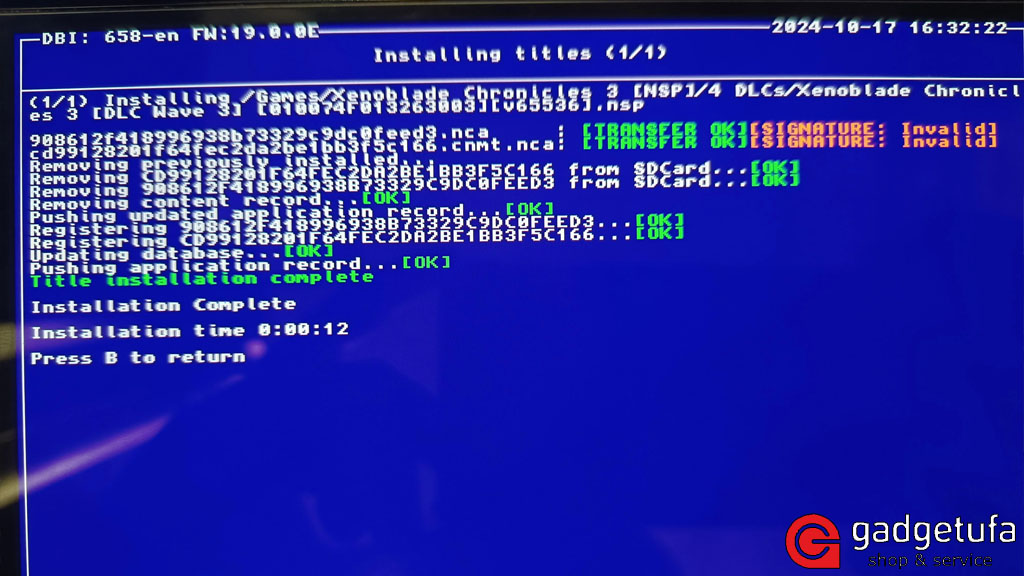 DBI: 658-en FW:19.0.0E
2024-10-17 16:32:22
Installing titles (1/1)
(1/1) Installing /Games/Xenoblade Chronicles 3 [NSP]/4 DLCs/Xenoblade Chronicl
es 3 [DLC Wave 3] [010074F013263003][v65536].nsp
908612f418996938b73329c9dc0feed3.nca : [TRANSFER OK][SIGNATURE: Invalid]
cd99128201f64fec2da2be1bb3f5c166.cnmt.nca: [TRANSFER OK][SIGNATURE: Invalid]
Removing previously installed...
Removing CD99128201F64FEC2DA2BE1BB3F5C166 from SDCard...[OK]
Removing 908612F418996938B73329C9DC0FEED3 from SDCard...[OK]
Removing content record...[OK]
Pushing updated application record...[OK]
Registering 908612F418996938B73329C9DC0FEED3...[OK]
Registering CD99128201F64FEC2DA2BE1BB3F5C166...[OK]
Updating database...[OK]
Pushing application record...[OK]
Title installation complete
Installation Complete
Installation time 0:00:12
Press B to return
gadgetufa
shop & service